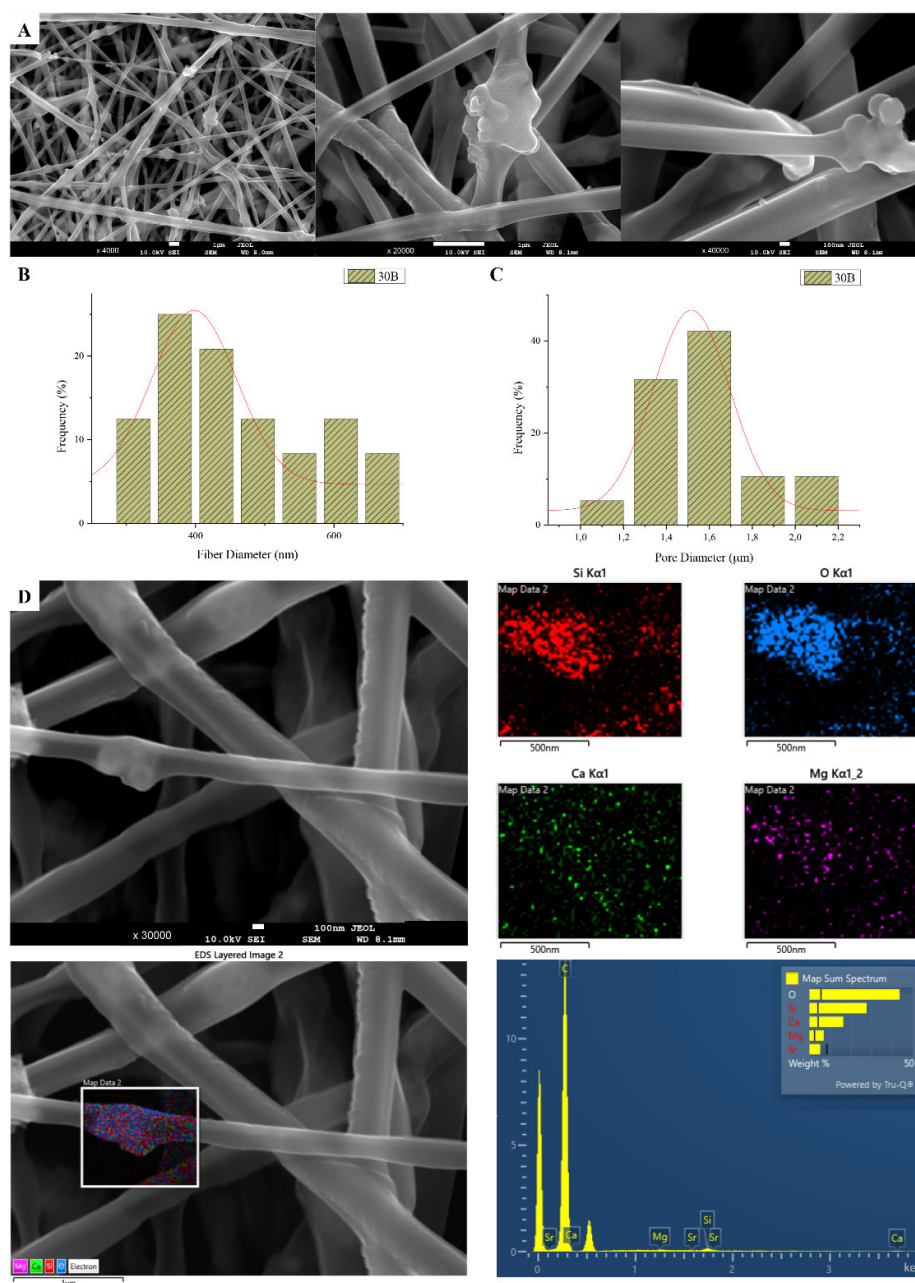 A
x 4000 1µm JEOL
10.0kV SEI SEM WD 8.0mm
x 20000 1µm JEOL
10.0kV SEI SEM WD 8.1mm
x 40000 100nm JEOL
10.0kV SEI SEM WD 8.1mm
B
30B
Frequency (%)
0
10
20
400
600
Fiber Diameter (nm)
C
30B
Frequency (%)
0
20
40
1,0
1,2
1,4
1,6
1,8
2,0
2,2
Pore Diameter (µm)
D
x 30000 100nm JEOL
10.0kV SEI SEM WD 8.1mm
Si Kα1
Map Data 2
500nm
O Kα1
Map Data 2
500nm
Ca Kα1
Map Data 2
500nm
Mg Kα1_2
Map Data 2
500nm
EDS Layered Image 2
Map Data 2
Mg Ca Si O Electron
1µm
C
Sr
Ca
Mg
Sr
Si
Sr
Ca
0
5
10
0
2
ke
Map Sum Spectrum
O
Si
Ca
Mg
Sr
Weight % 50
Powered by Tru-Q®